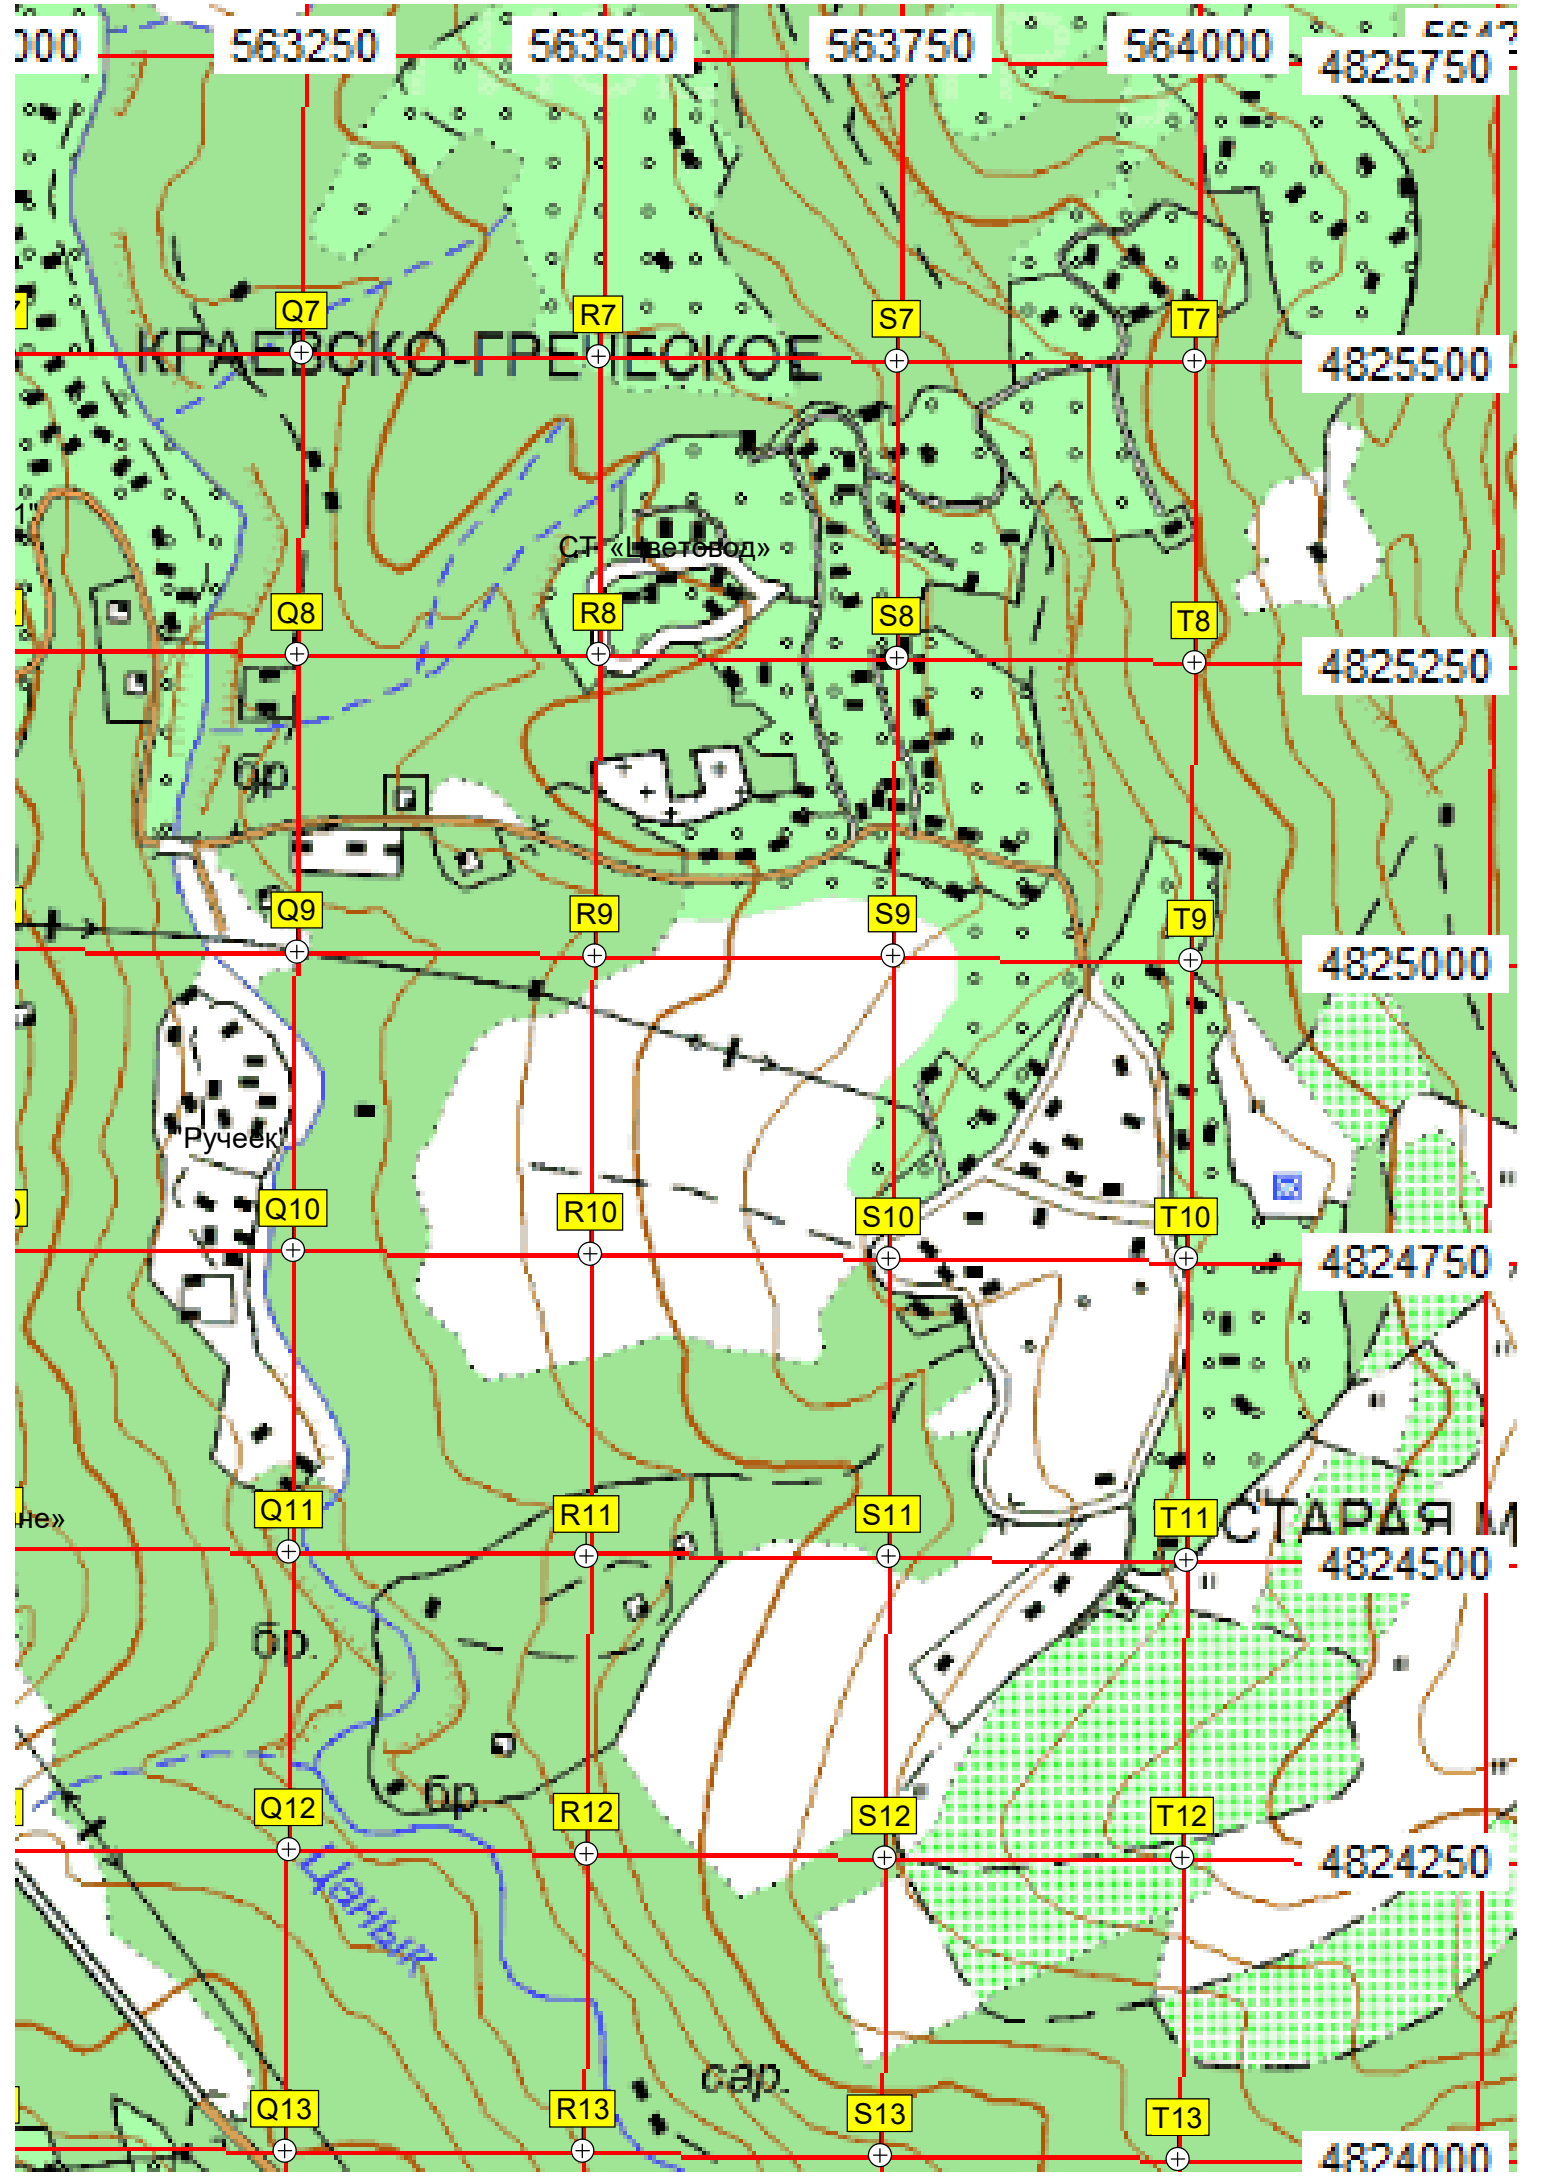 563250 563500 563750 564000
4825750
Q7 R7 S7 T7
КРАЕВСКО-ГРЕЧЕСКОЕ
4825500
СТ «Цветовод»
Q8 R8 S8 T8
4825250
бр.
Q9 R9 S9 T9
4825000
"Ручеек"
Q10 R10 S10 T10
4824750
Q11 R11 S11 T11
не»
СТАРАЯ М
4824500
бр.
бр.
Q12 R12 S12 T12
4824250
Цанык
сар.
Q13 R13 S13 T13
4824000